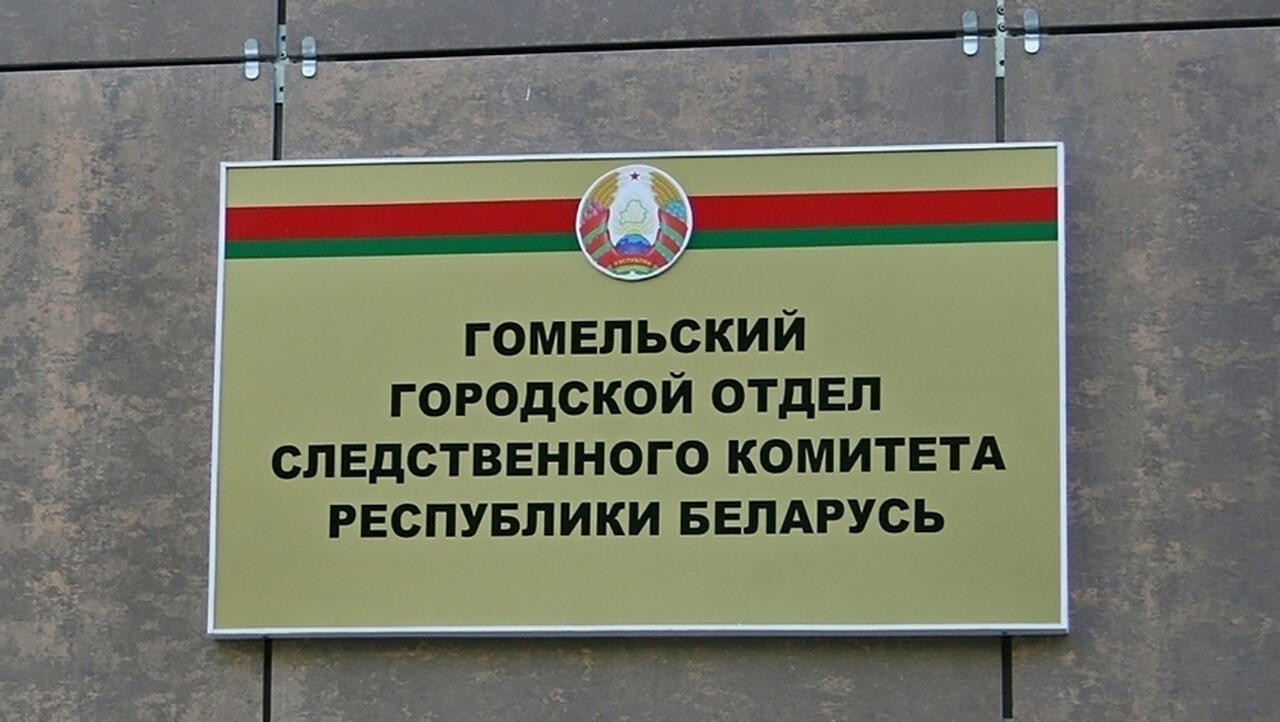 ГОМЕЛЬСКИЙ
ГОРОДСКОЙ ОТДЕЛ
СЛЕДСТВЕННОГО КОМИТЕТА
РЕСПУБЛИКИ БЕЛАРУСЬ